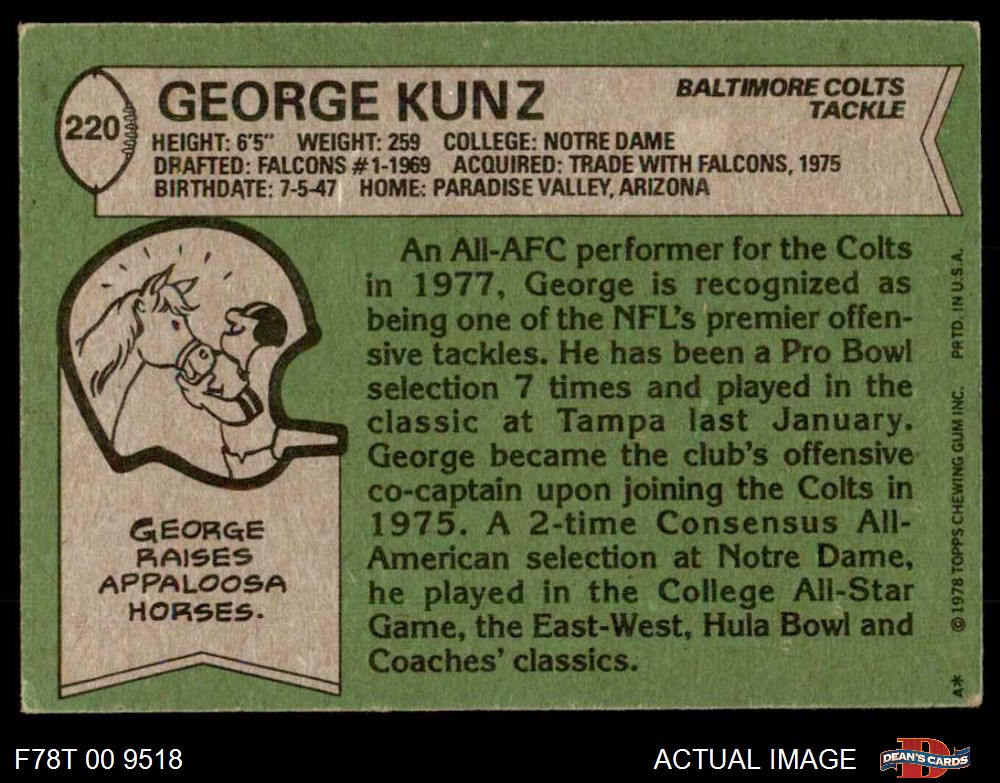 220
GEORGE KUNZ
BALTIMORE COLTS
TACKLE
HEIGHT: 6'5" WEIGHT: 259 COLLEGE: NOTRE DAME
DRAFTED: FALCONS #1-1969 ACQUIRED: TRADE WITH FALCONS, 1975
BIRTHDATE: 7-5-47 HOME: PARADISE VALLEY, ARIZONA
An All-AFC performer for the Colts
in 1977, George is recognized as
being one of the NFL's premier offen-
sive tackles. He has been a Pro Bowl
selection 7 times and played in the
classic at Tampa last January.
George became the club's offensive
co-captain upon joining the Colts in
1975. A 2-time Consensus All-
American selection at Notre Dame,
he played in the College All-Star
Game, the East-West, Hula Bowl and
Coaches' classics.
GEORGE
RAISES
APPALOOSA
HORSES.
A* © 1978 TOPPS CHEWING GUM INC. PRTD. IN U.S.A.
F78T 00 9518
ACTUAL IMAGE
D
DEAN'S CARDS